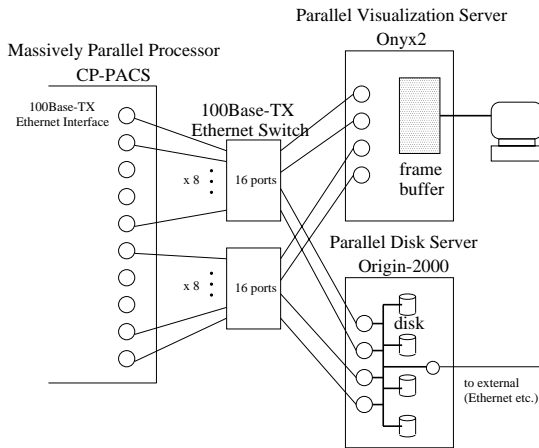 Parallel Visualization Server
Onyx2
Massively Parallel Processor
CP-PACS
100Base-TX
Ethernet Interface
100Base-TX
Ethernet Switch
x 8
16 ports
frame
buffer
Parallel Disk Server
Origin-2000
x 8
16 ports
disk
to external
(Ethernet etc.)